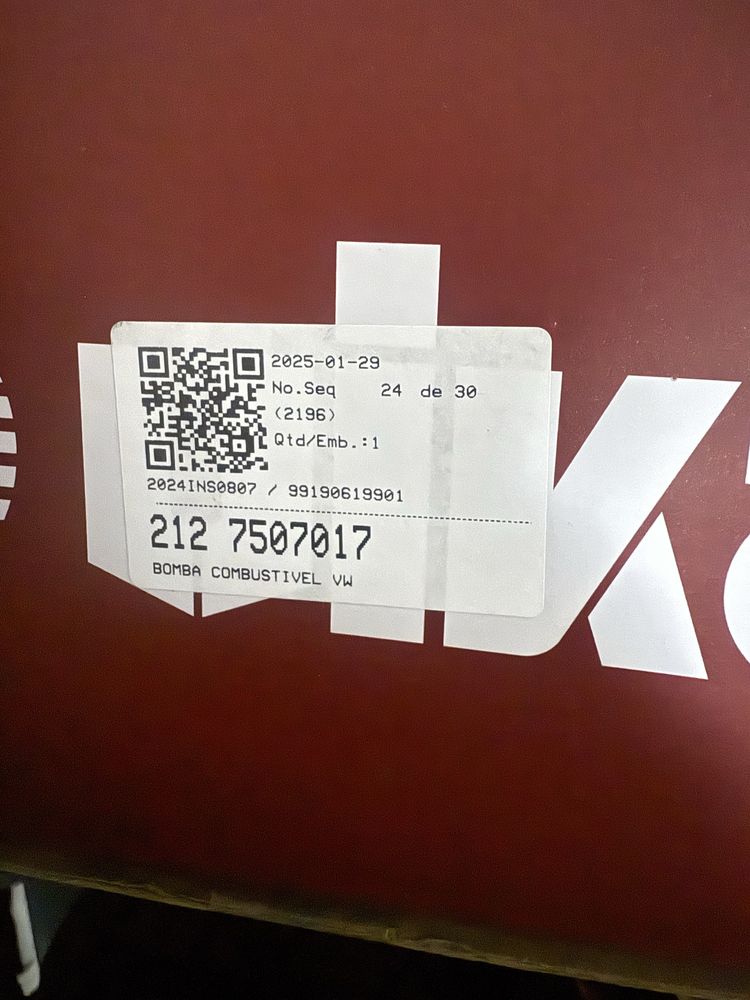 2025-01-29
No.Seq 24 de 30
(2196)
Qtd/Emb.:1
2024INS0807 / 99190619901
212 7507017
BOMBA COMBUSTIVEL VW